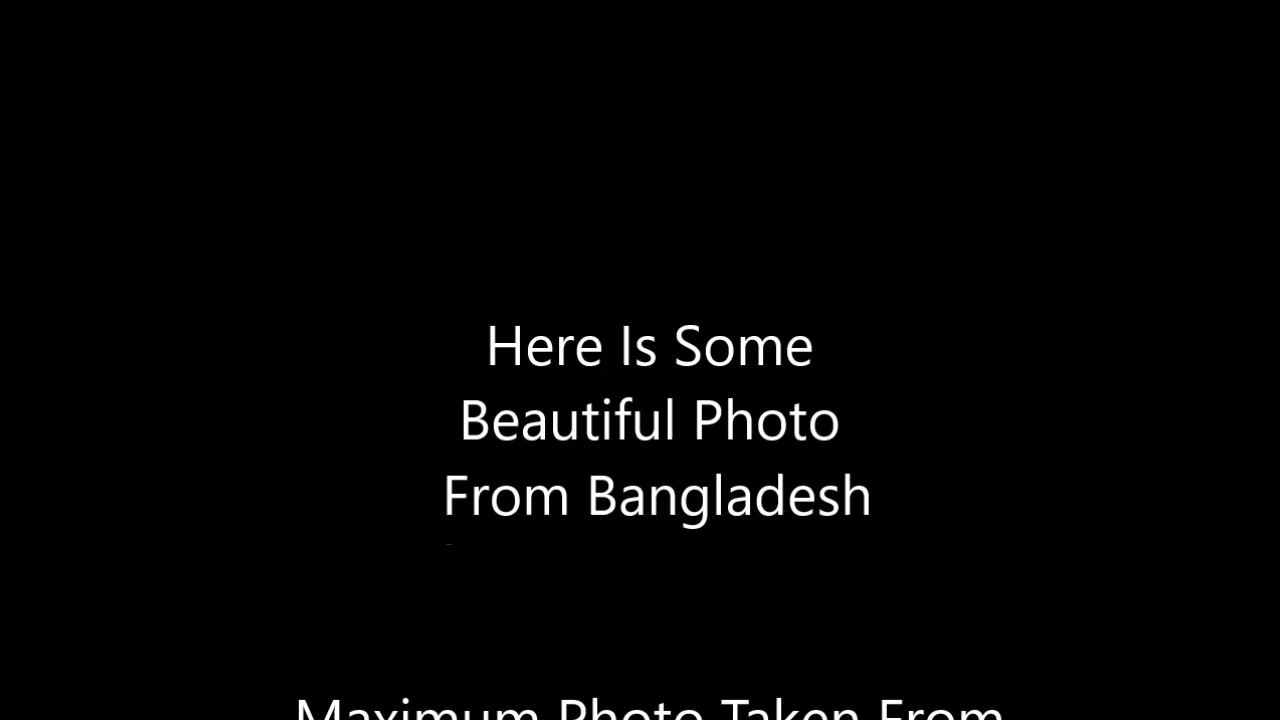 Here Is Some
Beautiful Photo
From Bangladesh
Maximum Photo Taken From